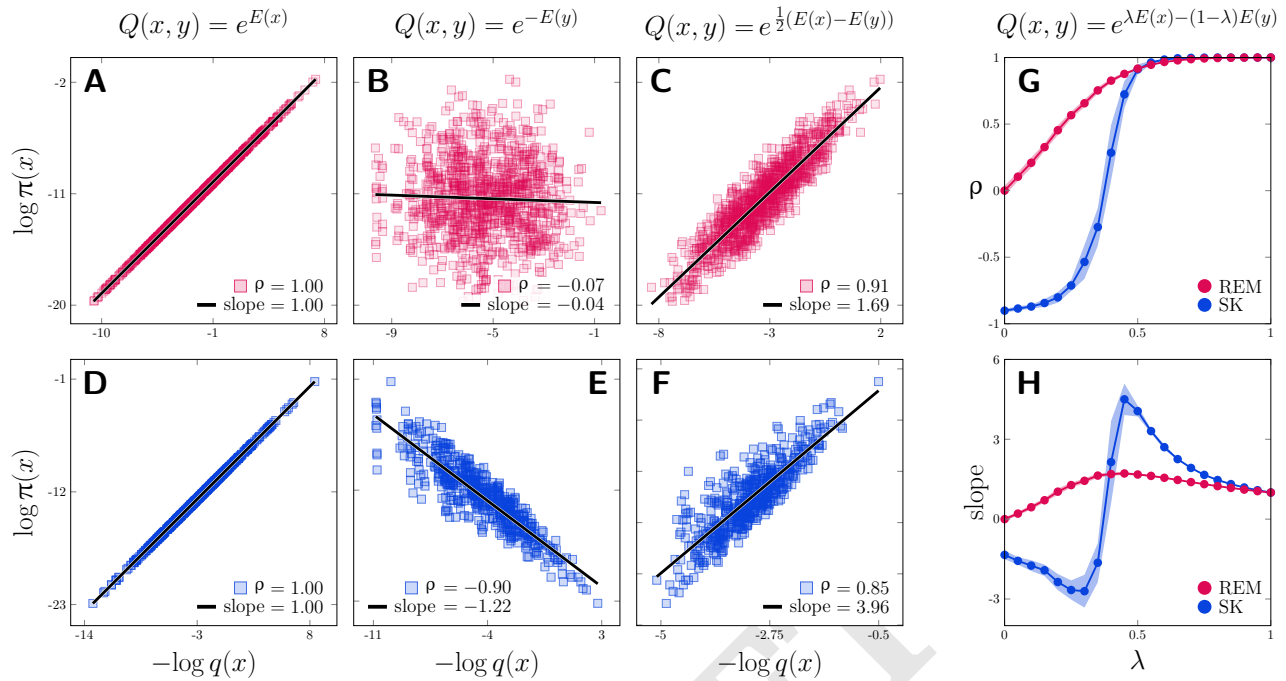 Q(x, y) = e^{E(x)}
Q(x, y) = e^{−E(y)}
Q(x, y) = e^{\frac{1}{2}(E(x)−E(y))}
Q(x, y) = e^{λE(x)−(1−λ)E(y)}
A
-2
-11
-20
log π(x)
ρ = 1.00
slope = 1.00
-10 -1 8
B
ρ = −0.07
slope = −0.04
-9 -5 -1
C
ρ = 0.91
slope = 1.69
-8 -3 2
G
1
0.5
0
-0.5
-1
ρ
REM
SK
0 0.5 1
D
-1
-12
-23
log π(x)
ρ = 1.00
slope = 1.00
-14 -3 8
−log q(x)
E
ρ = −0.90
slope = −1.22
-11 -4 3
−log q(x)
F
ρ = 0.85
slope = 3.96
-5 -2.75 -0.5
−log q(x)
H
6
3
0
-3
slope
REM
SK
0 0.5 1
λ